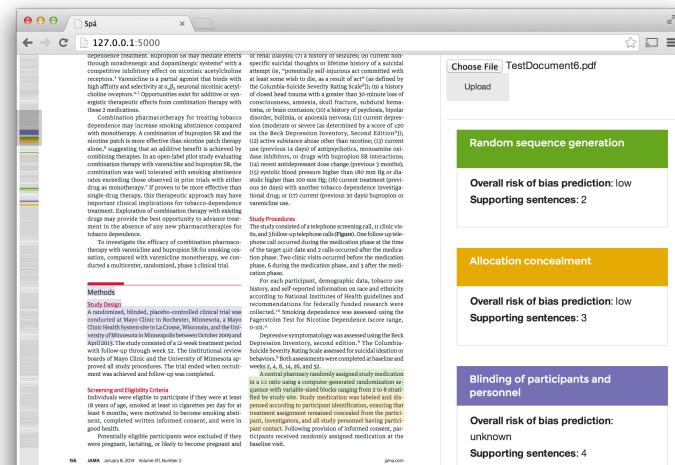 Spá
127.0.0.1:5000
dependence treatment. Bupropion SR may mediate effects
through noradrenergic and dopaminergic systems² with a
competitive inhibitory effect on nicotinic acetylcholine
receptors.³ Varenicline is a partial agonist that binds with
high affinity and selectivity at α₄β₂ neuronal nicotinic acetyl-
choline receptors.⁴,⁵ Opportunities exist for additive or syn-
ergistic therapeutic effects from combination therapy with
these 2 medications.
Combination pharmacotherapy for treating tobacco
dependence may increase smoking abstinence compared
with monotherapy. A combination of bupropion SR and the
nicotine patch is more effective than nicotine patch therapy
alone,⁶ suggesting that an additive benefit is achieved by
combining therapies. In an open-label pilot study evaluating
combination therapy with varenicline and bupropion SR, the
combination was well tolerated with smoking abstinence
rates exceeding those observed in prior trials with either
drug as monotherapy.⁷ If proven to be more effective than
single-drug therapy, this therapeutic approach may have
important clinical implications for tobacco-dependence
treatment. Exploration of combination therapy with existing
drugs may provide the best opportunity to advance treat-
ment in the absence of any new pharmacotherapies for
tobacco dependence.
To investigate the efficacy of combination pharmaco-
therapy with varenicline and bupropion SR for smoking ces-
sation, compared with varenicline monotherapy, we con-
ducted a multicenter, randomized, phase 3 clinical trial.
Methods
Study Design
A randomized, blinded, placebo-controlled clinical trial was
conducted at Mayo Clinic in Rochester, Minnesota, a Mayo
Clinic Health System site in La Crosse, Wisconsin, and the Uni-
versity of Minnesota in Minneapolis between October 2009 and
April 2013. The study consisted of a 12-week treatment period
with follow-up through week 52. The institutional review
boards of Mayo Clinic and the University of Minnesota ap-
proved all study procedures. The trial ended when recruit-
ment was achieved and follow-up was completed.
Screening and Eligibility Criteria
Individuals were eligible to participate if they were at least
18 years of age, smoked at least 10 cigarettes per day for at
least 6 months, were motivated to become smoking absti-
nent, completed written informed consent, and were in
good health.
Potentially eligible participants were excluded if they
were pregnant, lactating, or likely to become pregnant and
or renal dialysis; (7) a history of seizures; (8) current non-
specific suicidal thoughts or lifetime history of a suicidal
attempt (ie, "potentially self-injurious act committed with
at least some wish to die, as a result of act" [as defined by
the Columbia-Suicide Severity Rating Scale⁸]); (9) a history
of closed head trauma with a greater than 30-minute loss of
consciousness, amnesia, skull fracture, subdural hema-
toma, or brain contusion; (10) a history of psychosis, bipolar
disorder, bulimia, or anorexia nervosa; (11) current depres-
sion (moderate or severe [as determined by a score of ≥20
on the Beck Depression Inventory, Second Edition⁹]);
(12) active substance abuse other than nicotine; (13) current
use (previous 14 days) of antipsychotics, monoamine oxi-
dase inhibitors, or drugs with bupropion SR interactions;
(14) recent antidepressant dose change (previous 3 months);
(15) systolic blood pressure higher than 180 mm Hg or dia-
stolic higher than 100 mm Hg; (16) current treatment (previ-
ous 30 days) with another tobacco dependence investiga-
tional drug; or (17) current (previous 30 days) bupropion or
varenicline use.
Study Procedures
The study consisted of a telephone screening call, 11 clinic vis-
its, and 3 follow-up telephone calls (Figure). One follow-up tele-
phone call occurred during the medication phase at the time
of the target quit date and 2 calls occurred after the medica-
tion phase. Two clinic visits occurred before the medication
phase, 6 during the medication phase, and 3 after the medi-
cation phase.
For each participant, demographic data, tobacco use
history, and self-reported information on race and ethnicity
according to National Institutes of Health guidelines and
recommendations for federally funded research were
collected.¹⁰ Smoking dependence was assessed using the
Fagerström Test for Nicotine Dependence (score range,
0-10).¹¹
Depressive symptomatology was assessed using the Beck
Depression Inventory, second edition.⁹ The Columbia-
Suicide Severity Rating Scale assessed for suicidal ideation or
behaviors.⁸ Both assessments were completed at baseline and
weeks 2, 4, 8, 14, 26, and 52.
A central pharmacy randomly assigned study medication
in a 1:1 ratio using a computer-generated randomization se-
quence with variable-sized blocks ranging from 2 to 8 strati-
fied by study site. Study medication was labeled and dis-
pensed according to participant identification, ensuring that
treatment assignment remained concealed from the partici-
pant, investigators, and all study personnel having partici-
pant contact. Following provision of informed consent, par-
ticipants received randomly assigned medication at the
baseline visit.
156 JAMA January 8, 2014 Volume 311, Number 2
jama.com
Choose File TestDocument6.pdf
Upload
Random sequence generation
Overall risk of bias prediction: low
Supporting sentences: 2
Allocation concealment
Overall risk of bias prediction: low
Supporting sentences: 3
Blinding of participants and
personnel
Overall risk of bias prediction:
unknown
Supporting sentences: 4